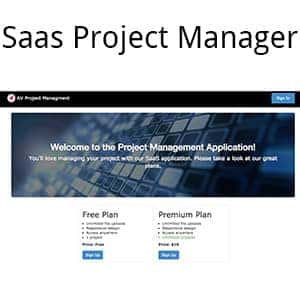 Saas Project Manager
AV Project Managment
Sign In
Welcome to the Project Management Application!
You'll love managing your project with our SaaS application. Please take a look at our great
plans.
Free Plan
Unlimited file uploads
Responsive design
Access anywhere
1 project
Price: Free
Sign Up
Premium Plan
Unlimited file uploads
Responsive design
Access anywhere
Unlimited projects
Price: $10
Sign Up